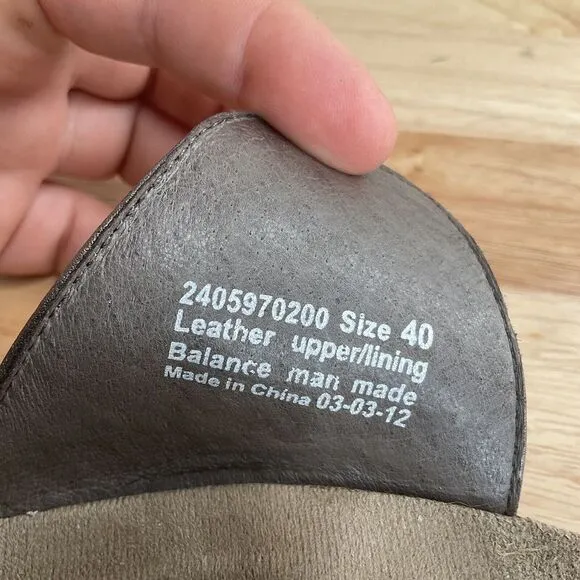 2405970200 Size 40
Leather upper/lining
Balance man made
Made in China 03-03-12